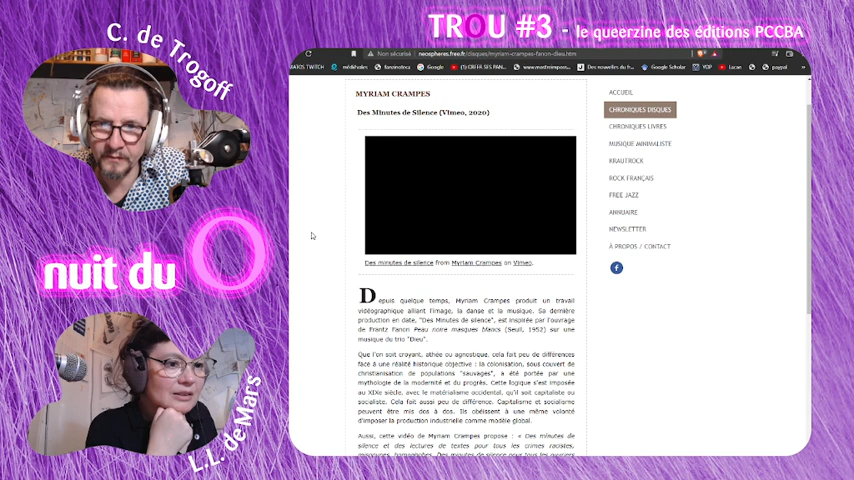 TROU #3 - le queerzine des éditions PCCBA
C. de Trogoff
nuit du O
L.L. de Mars
Non sécurisé neospheres.free.fr/disques/myriam-crampes-fanon-dieu.htm
MYRIAM CRAMPES
Des Minutes de Silence (Vimeo, 2020)
Des minutes de silence from Myriam Crampes on Vimeo.
Depuis quelque temps, Myriam Crampes produit un travail
vidéographique alliant l'image, la danse et la musique. Sa dernière
production en date, "Des Minutes de silence", est inspirée par l'ouvrage
de Frantz Fanon Peau noire masques blancs (Seuil, 1952) sur une
musique du trio "Dieu".
Que l'on soit croyant, athée ou agnostique, cela fait peu de différences
face à une réalité historique objective : la colonisation, sous couvert de
christianisation de populations "sauvages", a été portée par une
mythologie de la modernité et du progrès. Cette logique s'est imposée
au XIXe siècle, avec le matérialisme occidental, qu'il soit capitaliste ou
socialiste. Cela fait aussi peu de différence. Capitalisme et socialisme
peuvent être mis dos à dos. Ils obéissent à une même volonté
d'imposer la production industrielle comme modèle global.
Aussi, cette vidéo de Myriam Crampes propose : « Des minutes de
silence et des lectures de textes pour tous les crimes racistes,
ACCUEIL
CHRONIQUES DISQUES
CHRONIQUES LIVRES
MUSIQUE MINIMALISTE
KRAUTROCK
ROCK FRANÇAIS
FREE JAZZ
ANNUAIRE
NEWSLETTER
À PROPOS / CONTACT